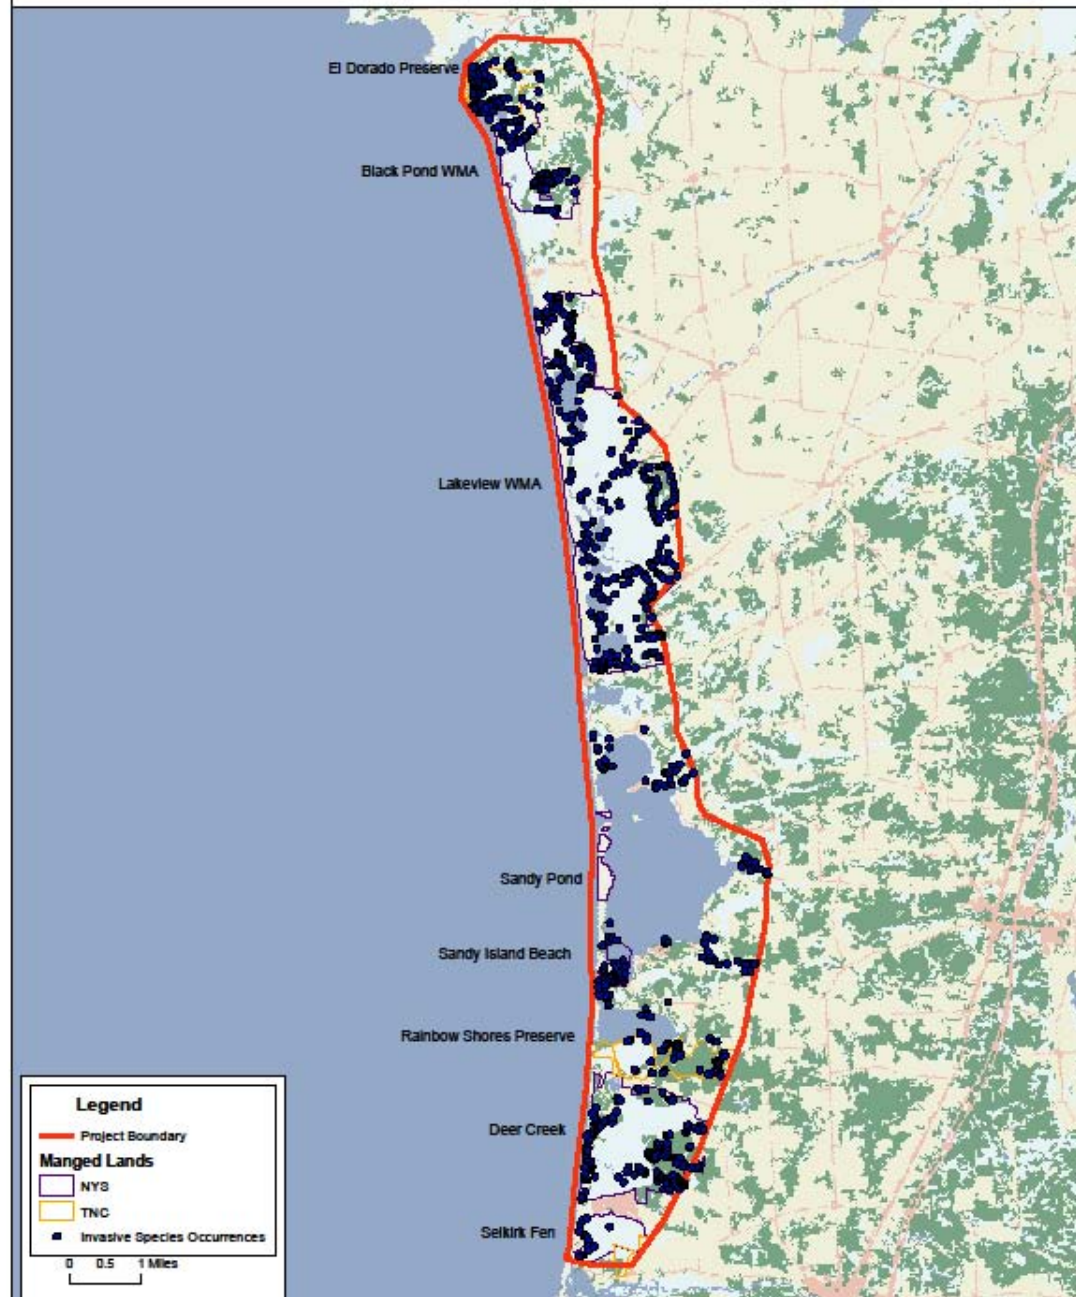 El Dorado Preserve
Black Pond WMA
Lakeview WMA
Sandy Pond
Sandy Island Beach
Rainbow Shores Preserve
Deer Creek
Selkirk Fen
Legend
Project Boundary
Manged Lands
NYS
TNC
Invasive Species Occurrences
0 0.5 1 Miles